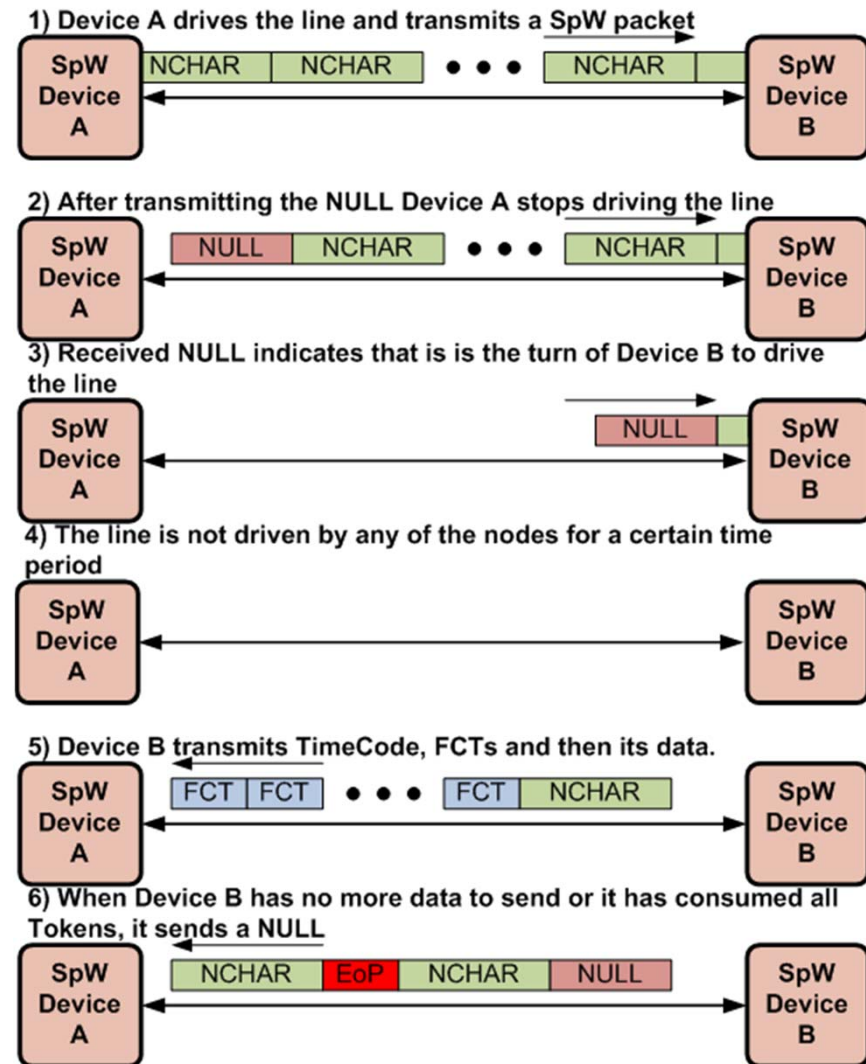 1) Device A drives the line and transmits a SpW packet
SpW Device A
NCHAR NCHAR ● ● ● NCHAR
SpW Device B
2) After transmitting the NULL Device A stops driving the line
SpW Device A
NULL NCHAR ● ● ● NCHAR
SpW Device B
3) Received NULL indicates that is is the turn of Device B to drive
the line
SpW Device A
NULL
SpW Device B
4) The line is not driven by any of the nodes for a certain time
period
SpW Device A
SpW Device B
5) Device B transmits TimeCode, FCTs and then its data.
SpW Device A
FCT FCT ● ● ● FCT NCHAR
SpW Device B
6) When Device B has no more data to send or it has consumed all
Tokens, it sends a NULL
SpW Device A
NCHAR EoP NCHAR NULL
SpW Device B